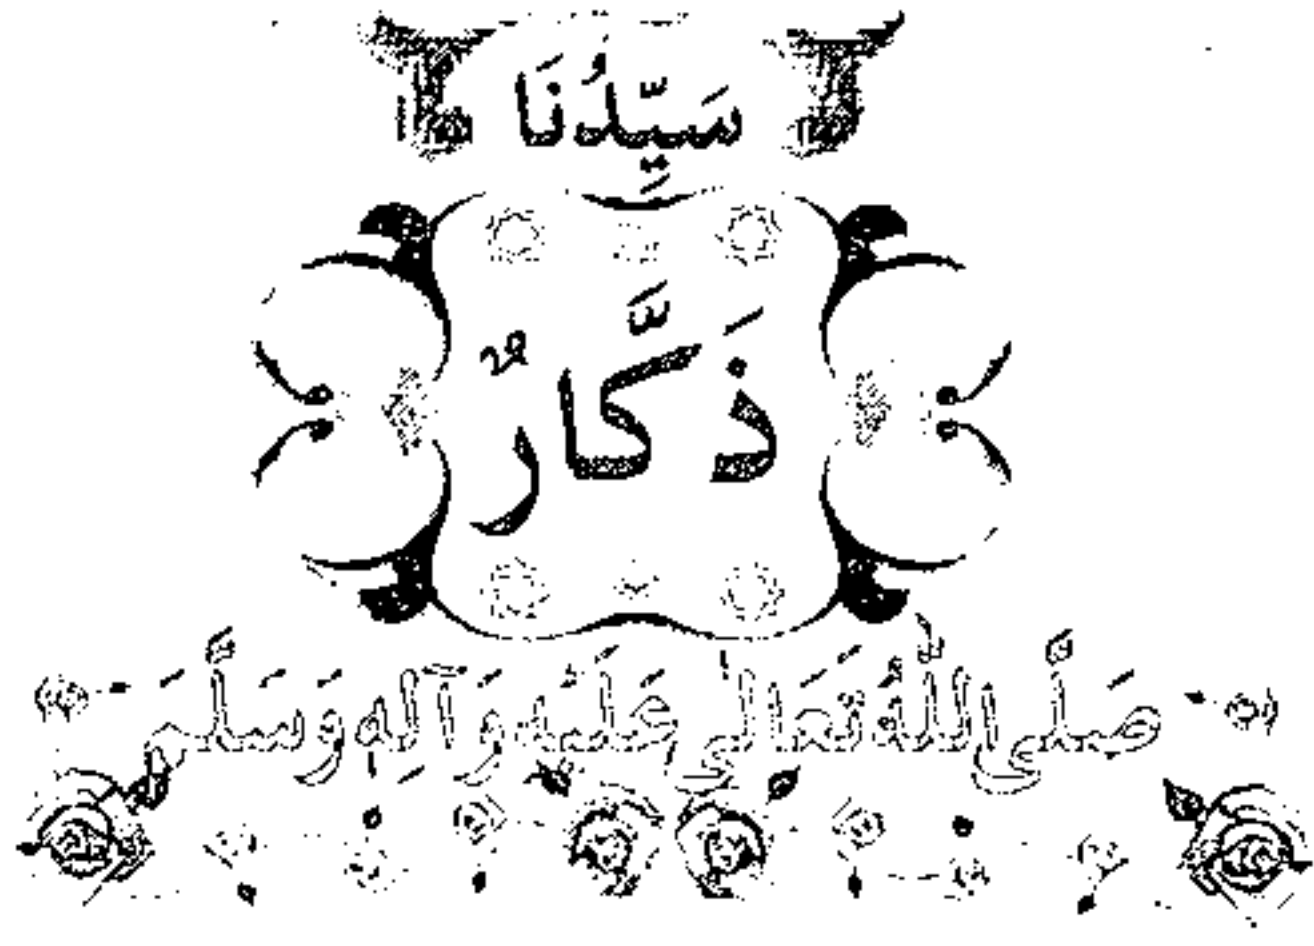 سَيِّدُنَا
ذَكَّارٌ
صَلَّى اللّٰهُ تَعَالٰى عَلَيْهِ وَآلِهِ وَسَلَّمَ